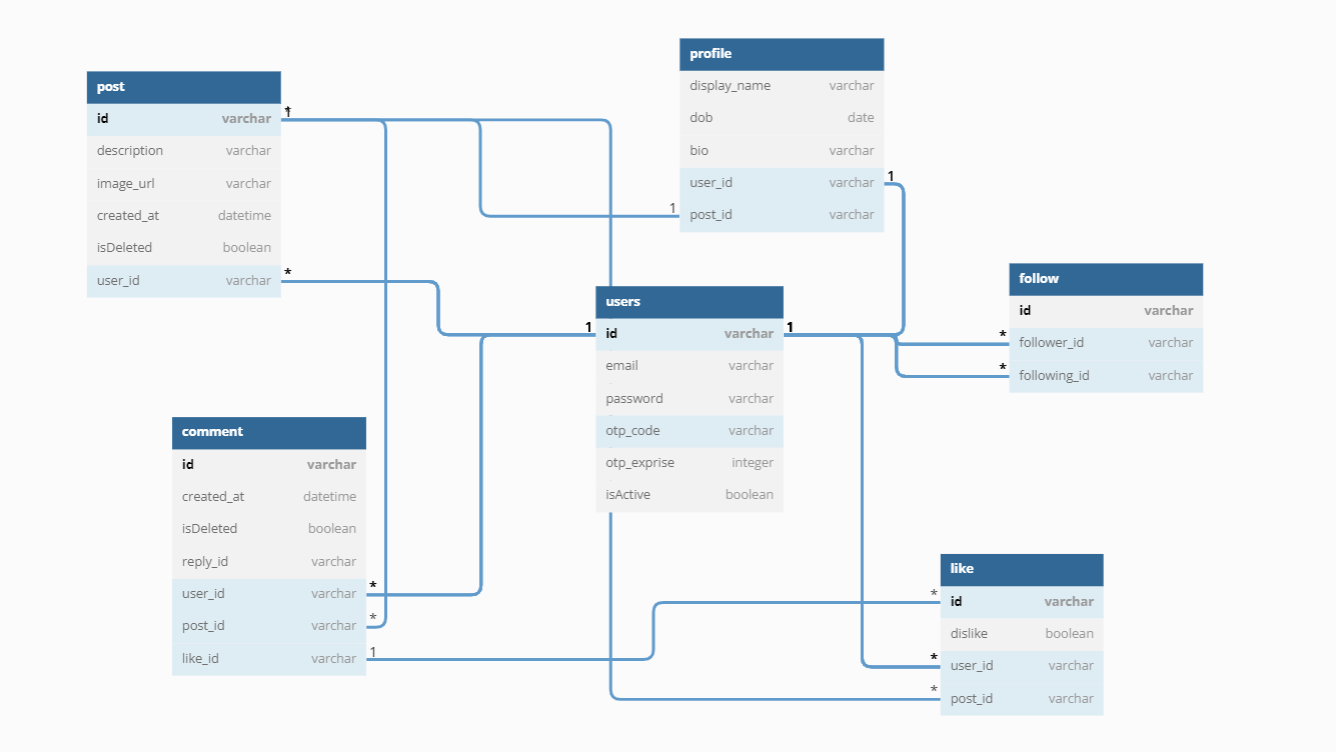 post
id varchar
description varchar
image_url varchar
created_at datetime
isDeleted boolean
user_id varchar
*
1
*
profile
display_name varchar
dob date
bio varchar
user_id varchar
post_id varchar
1
1
users
1 id varchar 1
email varchar
password varchar
otp_code varchar
otp_exprise integer
isActive boolean
follow
id varchar
* follower_id varchar
* following_id varchar
comment
id varchar
created_at datetime
isDeleted boolean
reply_id varchar
user_id varchar *
post_id varchar *
like_id varchar 1
like
* id varchar
dislike boolean
* user_id varchar
* post_id varchar